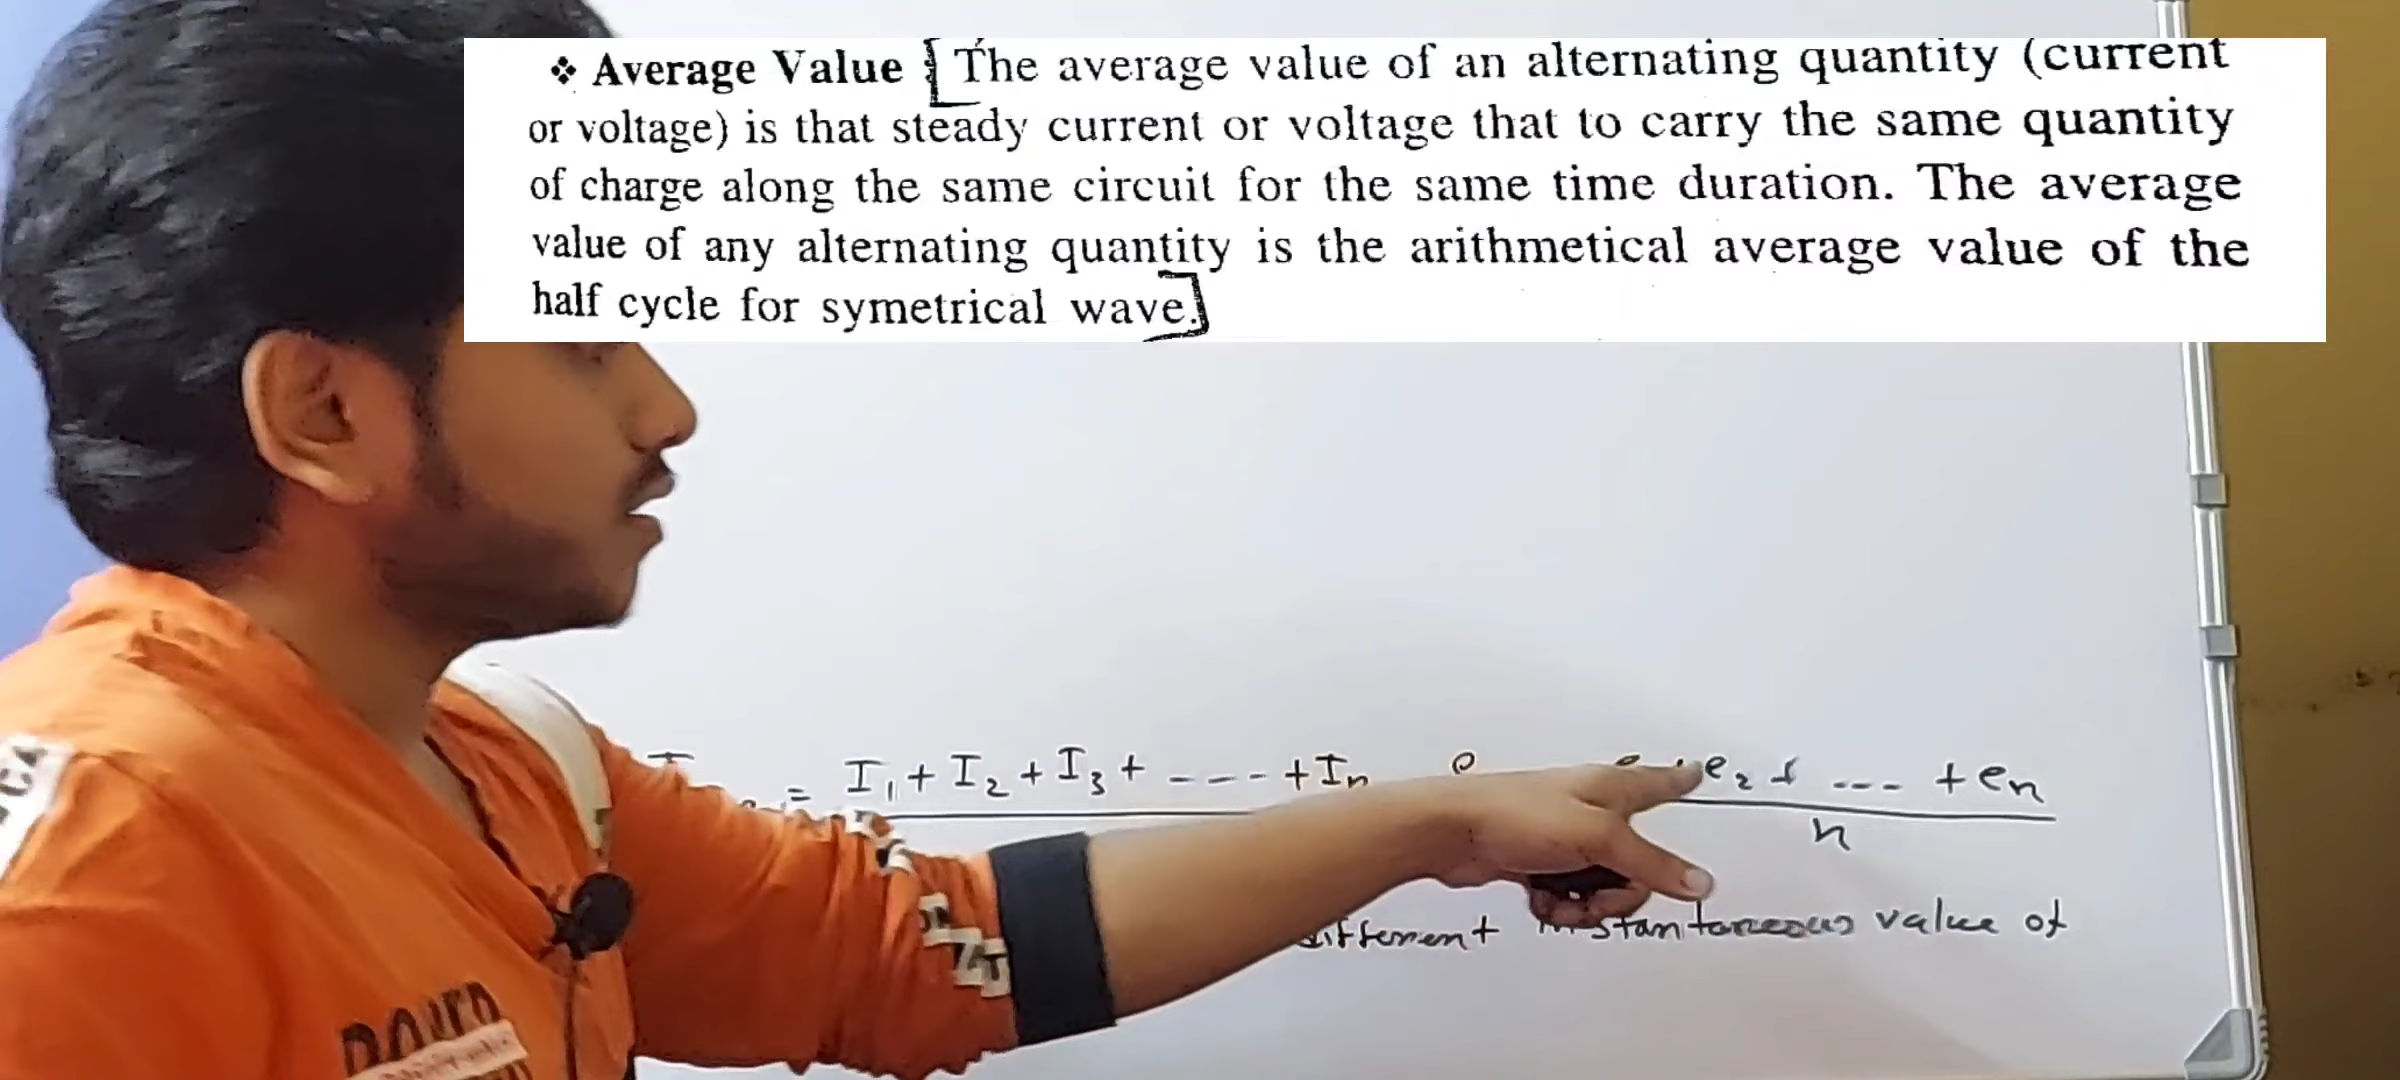 ❖ Average Value [The average value of an alternating quantity (current
or voltage) is that steady current or voltage that to carry the same quantity
of charge along the same circuit for the same time duration. The average
value of any alternating quantity is the arithmetical average value of the
half cycle for symetrical wave.]
= I₁ + I₂ + I₃ + ---- + Iₙ
e₂ + --- + eₙ
n
different instantaneous value of